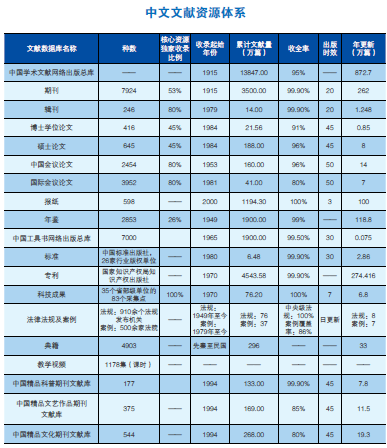 中文文献资源体系
文献数据库名称 种数 核心资源独家收录比例 收录起始年份 累计文献量（万篇） 收全率 出版时效 年更新（万篇）
中国学术文献网络出版总库 —— —— 1915 13847.00 95% —— 872.7
期刊 7924 53% 1915 3500.00 99.90% 20 262
辑刊 246 80% 1979 14.00 99.90% 20 1.248
博士学位论文 416 45% 1984 21.56 91% 45 0.85
硕士论文 645 45% 1984 188.00 96% 45 8
中国会议论文 2454 80% 1953 160.00 96% 50 14
国际会议论文 3952 80% 1981 41.00 80% 50 7
报纸 598 —— 2000 1194.30 100% 3 100
年鉴 2853 26% 1949 1900.00 99% —— 118.8
中国工具书网络出版总库 7000 1965 1900.00 99.50% 30 0.075
标准 中国标准出版社，26家行业版权单位 —— 1980 6.48 99.90% 30 2.86
专利 国家知识产权局知识产权出版社 —— 1970 4543.58 99.90% —— 274.416
科技成果 35个省部级单位的83个采集点 100% 1970 76.20 100% 7 6.8
法律法规及案例 法规：910余个法规发布机关 案例：500余家法院 —— 法规：1949年至今 案例：1979年至今 法规：76 案例：37 中央级法规：100% 案例覆盖率：86% 日更新 法规：8 案例：7
典籍 4903 —— 先秦至民国 296 —— —— 33
教学视频 1178集（课时） —— —— —— —— —— ——
中国精品科普期刊文献库 177 1994 133.00 99.90% 45 7.8
中国精品文艺作品期刊文献库 375 —— 1994 169.00 85% 45 11.5
中国精品文化期刊文献库 544 —— 1994 268.00 80% 45 19.3